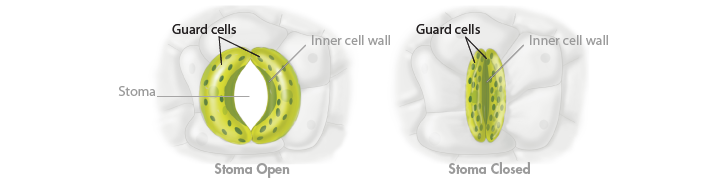 Guard cells
Inner cell wall
Stoma
Stoma Open
Guard cells
Inner cell wall
Stoma Closed